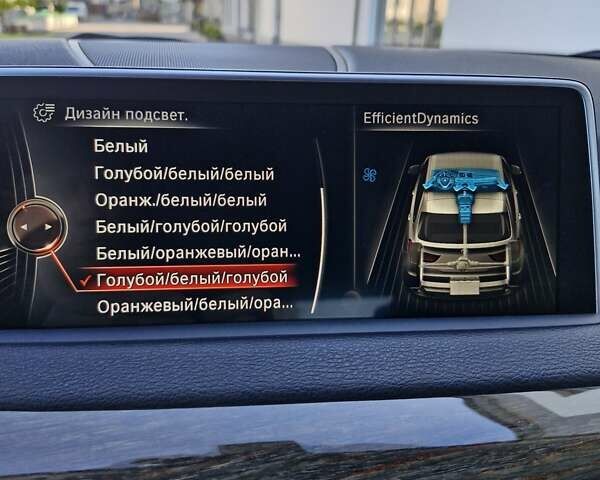 Дизайн подсвет.
Белый
Голубой/белый/белый
Оранж./белый/белый
Белый/голубой/голубой
Белый/оранжевый/оран...
Голубой/белый/голубой
Оранжевый/белый/ора...
EfficientDynamics